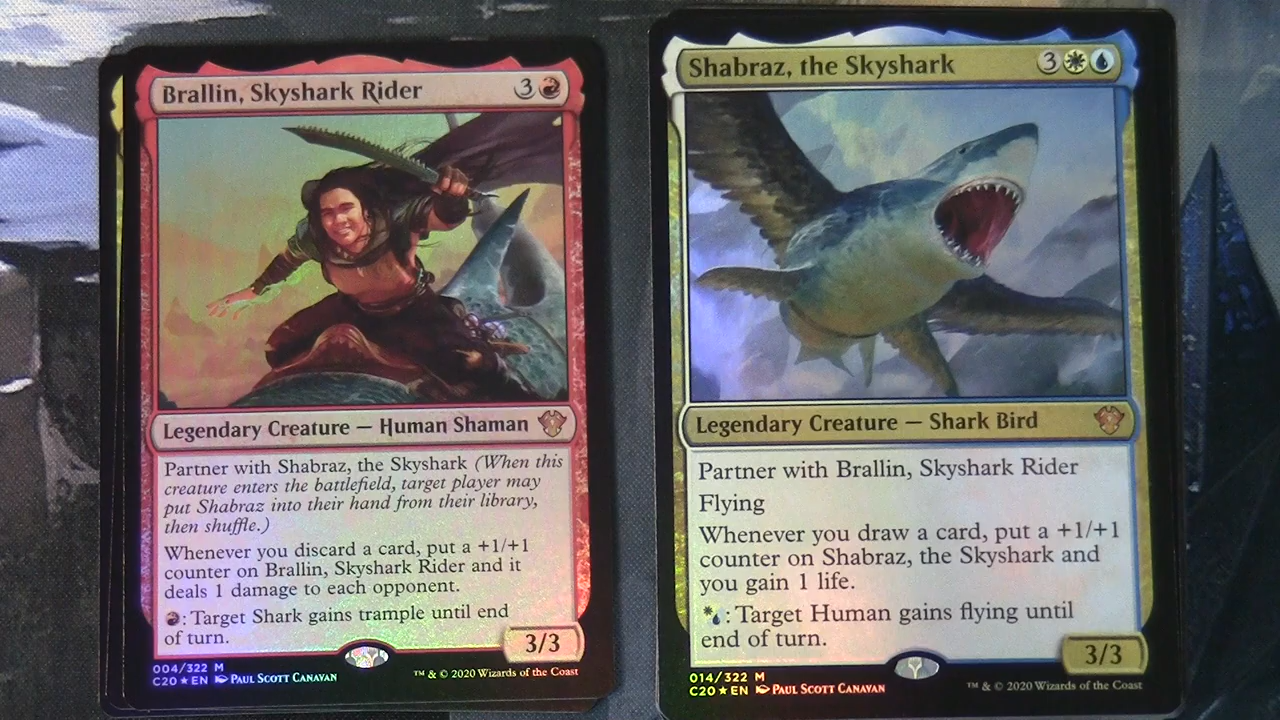 Brallin, Skyshark Rider 3
Legendary Creature — Human Shaman
Partner with Shabraz, the Skyshark (When this
creature enters the battlefield, target player may
put Shabraz into their hand from their library,
then shuffle.)
Whenever you discard a card, put a +1/+1
counter on Brallin, Skyshark Rider and it
deals 1 damage to each opponent.
: Target Shark gains trample until end
of turn.
3/3
004/322 M
C20 ★ EN Paul Scott Canavan
™ & © 2020 Wizards of the Coast
Shabraz, the Skyshark 3
Legendary Creature — Shark Bird
Partner with Brallin, Skyshark Rider
Flying
Whenever you draw a card, put a +1/+1
counter on Shabraz, the Skyshark and
you gain 1 life.
: Target Human gains flying until
end of turn.
3/3
014/322 M
C20 ★ EN Paul Scott Canavan
™ & © 2020 Wizards of the Coast